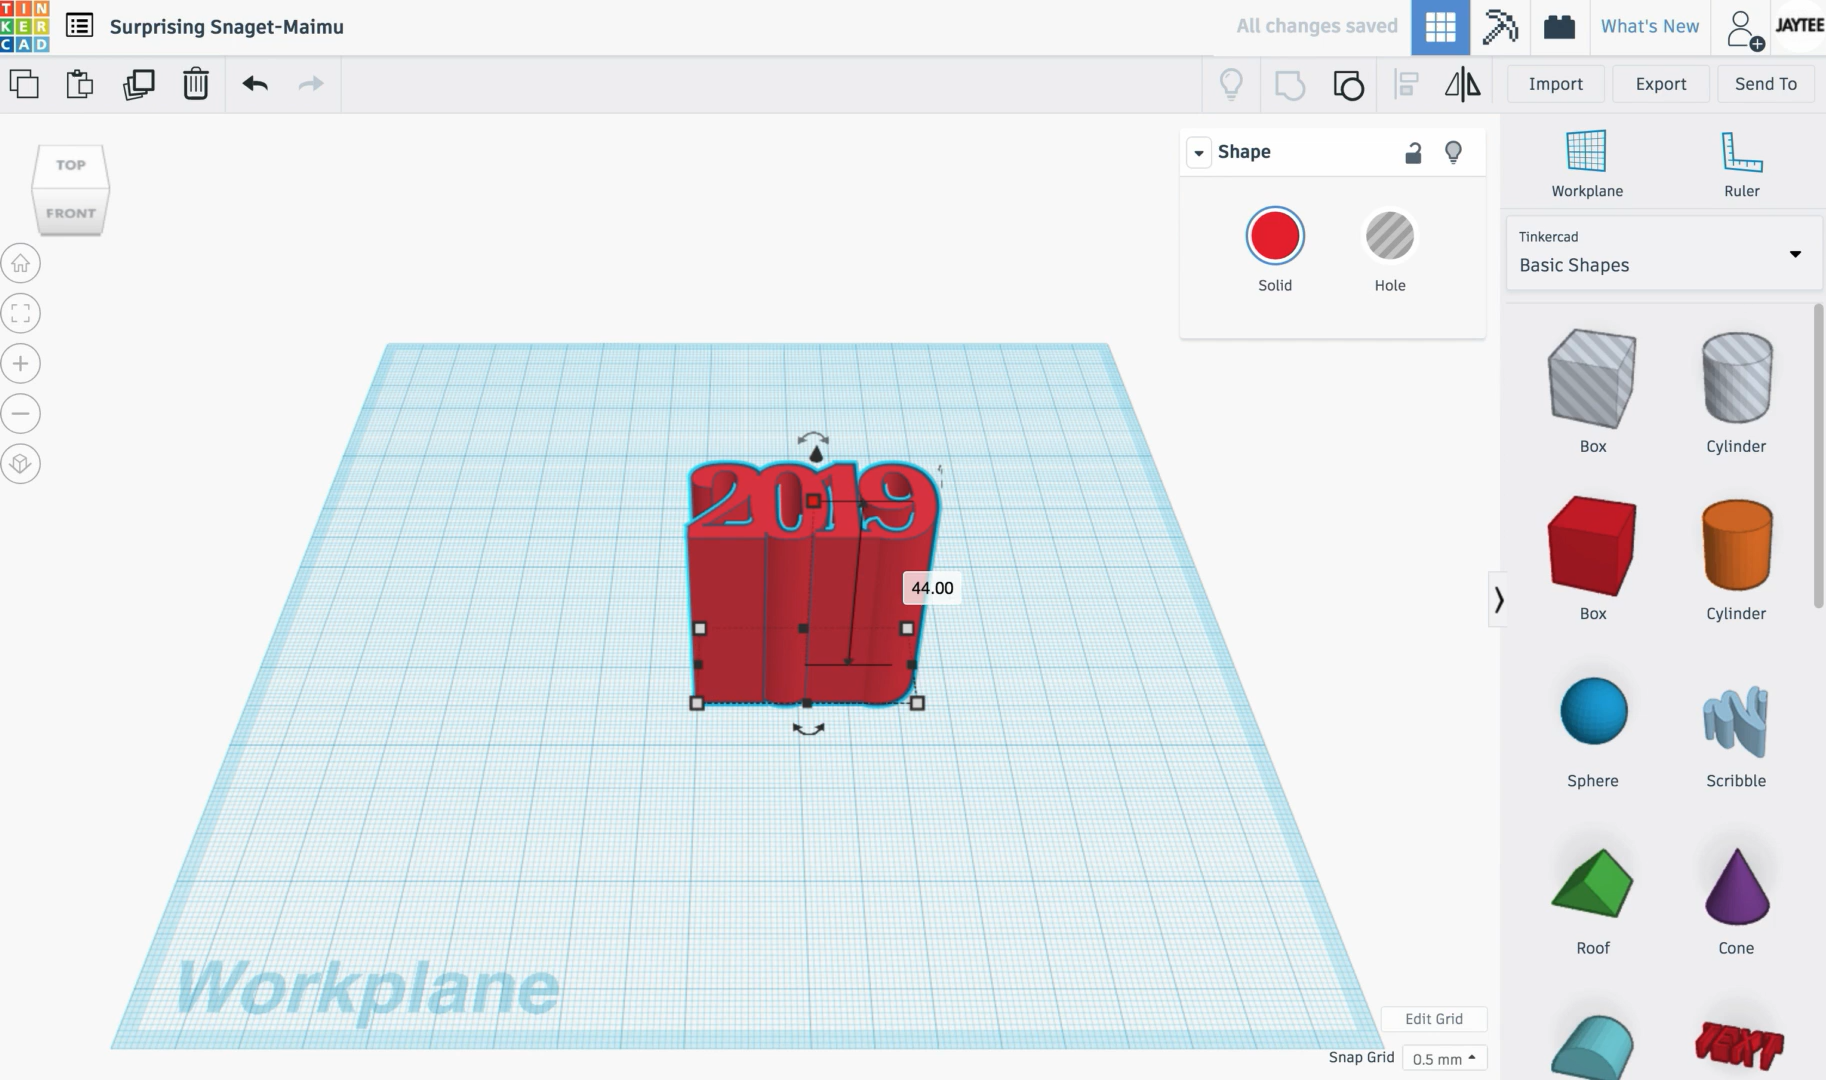 TIN
KER
CAD
Surprising Snaget-Maimu
All changes saved
What's New
JAYTEE
Import
Export
Send To
TOP
FRONT
Shape
Solid
Hole
Workplane
Ruler
Tinkercad
Basic Shapes
Box
Cylinder
Box
Cylinder
Sphere
Scribble
Roof
Cone
TEXT
2019
44.00
Workplane
Edit Grid
Snap Grid
0.5 mm